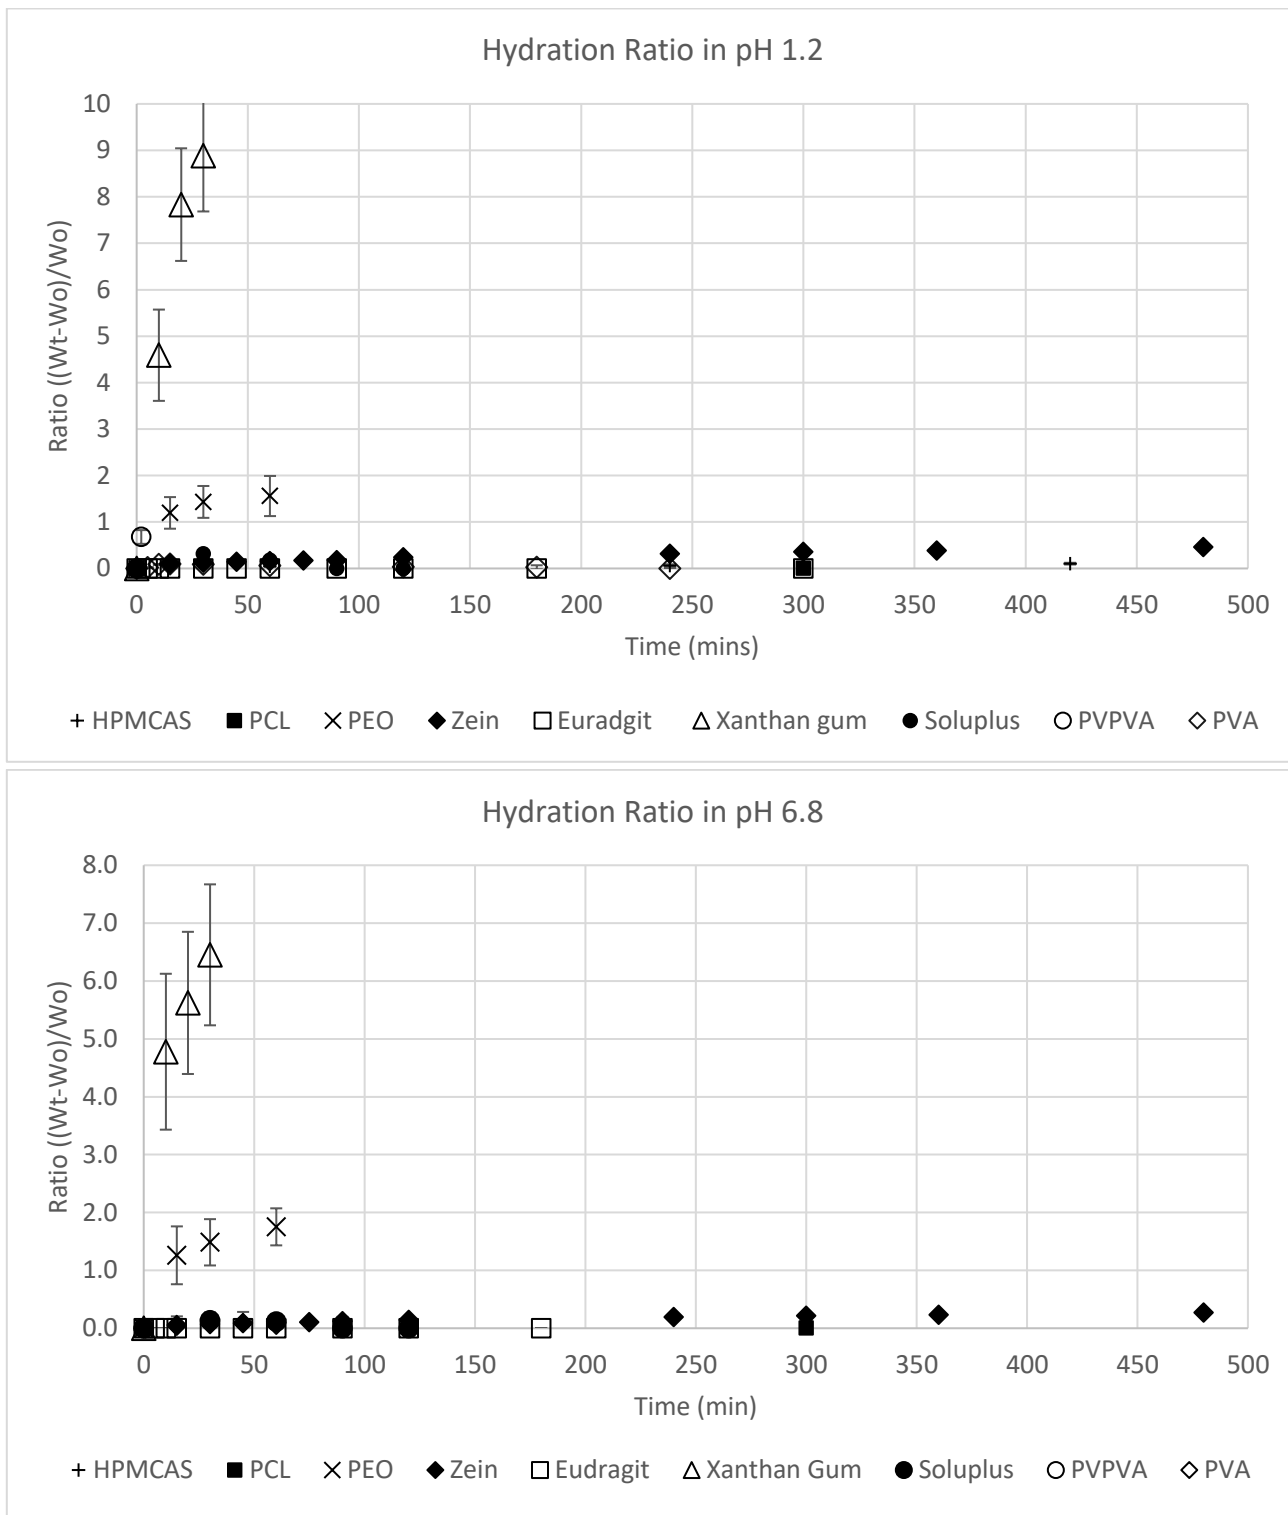 Hydration Ratio in pH 1.2
10
9
8
7
6
5
4
3
2
1
0
Ratio ((Wt-Wo)/Wo)
0 50 100 150 200 250 300 350 400 450 500
Time (mins)
HPMCAS PCL PEO Zein Euradgit Xanthan gum Soluplus PVPVA PVA
Hydration Ratio in pH 6.8
8.0
7.0
6.0
5.0
4.0
3.0
2.0
1.0
0.0
Ratio ((Wt-Wo)/Wo)
0 50 100 150 200 250 300 350 400 450 500
Time (min)
HPMCAS PCL PEO Zein Eudragit Xanthan Gum Soluplus PVPVA PVA